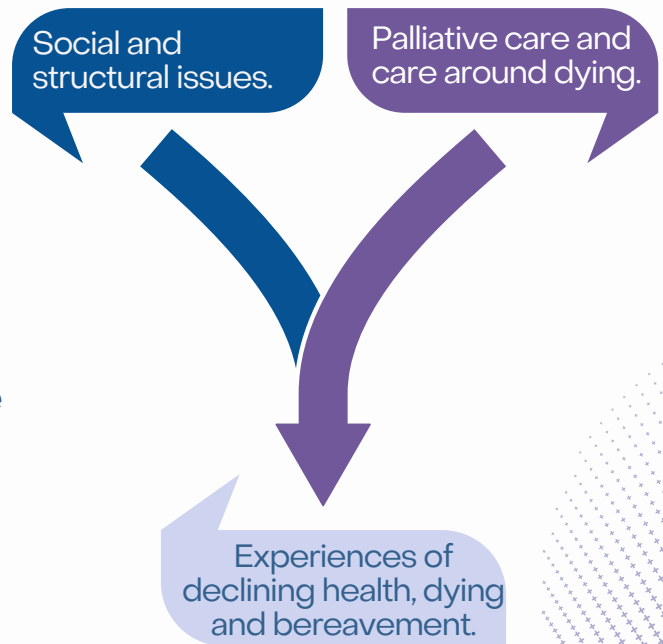 Social and
structural issues.
Palliative care and
care around dying.
Experiences of
declining health, dying
and bereavement.